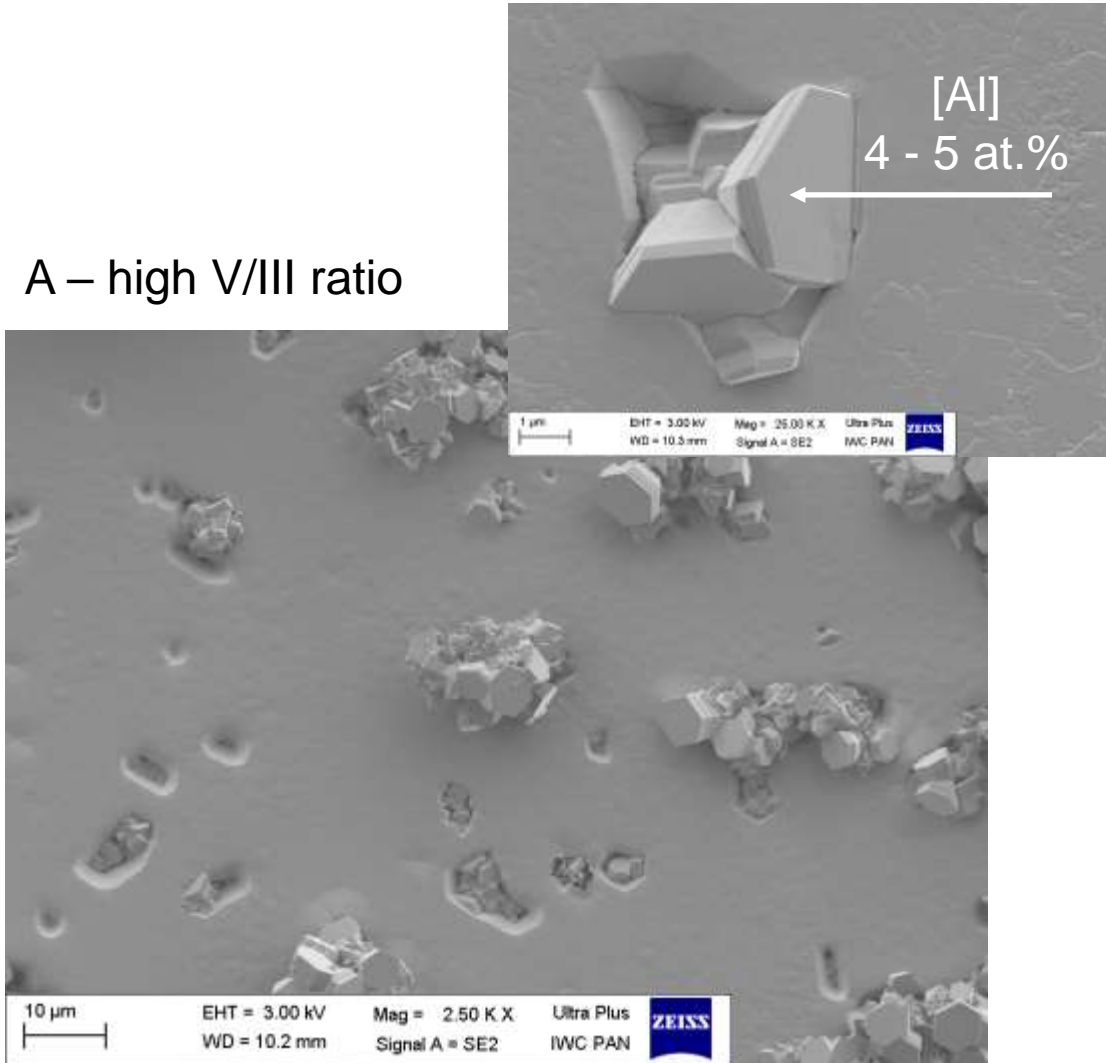 [Al]
4 - 5 at.%
A – high V/III ratio
1 µm
EHT = 3.00 kV
Mag = 25.00 K X
Ultra Plus
WD = 10.3 mm
Signal A = SE2
IWC PAN
ZEISS
10 µm
EHT = 3.00 kV
Mag = 2.50 K X
Ultra Plus
WD = 10.2 mm
Signal A = SE2
IWC PAN
ZEISS